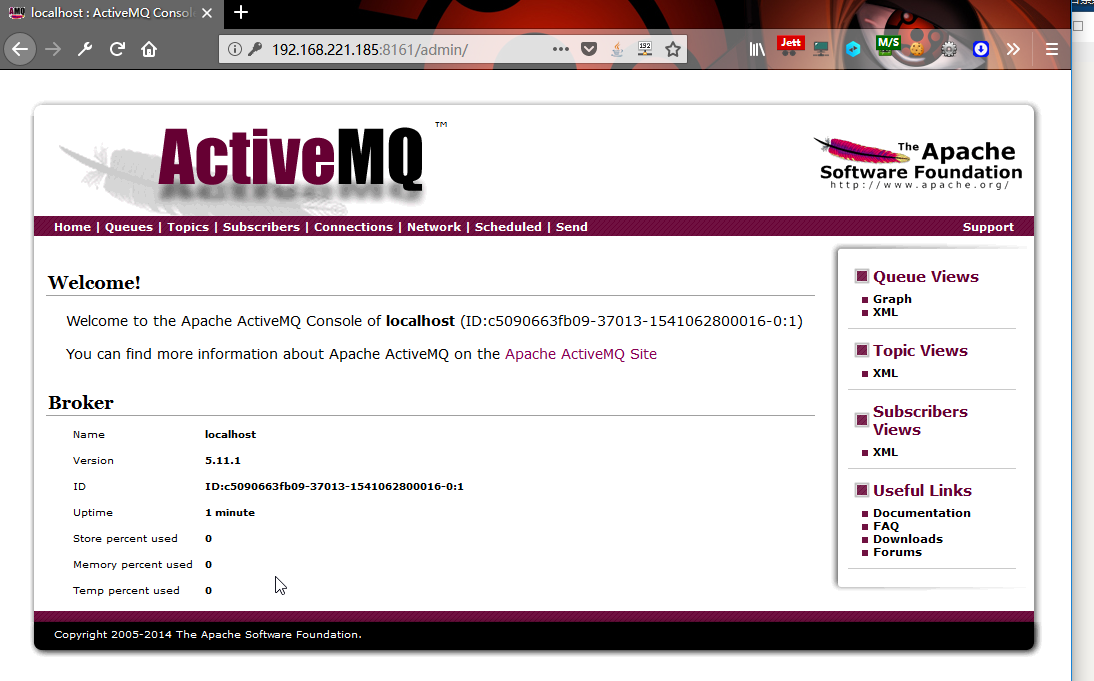 localhost : ActiveMQ Consol
192.168.221.185:8161/admin/
192
Jett
M/S
ActiveMQ
TM
The Apache
Software Foundation
http://www.apache.org/
Home | Queues | Topics | Subscribers | Connections | Network | Scheduled | Send
Support
Welcome!
Welcome to the Apache ActiveMQ Console of localhost (ID:c5090663fb09-37013-1541062800016-0:1)
You can find more information about Apache ActiveMQ on the Apache ActiveMQ Site
Broker
Name localhost
Version 5.11.1
ID ID:c5090663fb09-37013-1541062800016-0:1
Uptime 1 minute
Store percent used 0
Memory percent used 0
Temp percent used 0
Queue Views
Graph
XML
Topic Views
XML
Subscribers
Views
XML
Useful Links
Documentation
FAQ
Downloads
Forums
Copyright 2005-2014 The Apache Software Foundation.